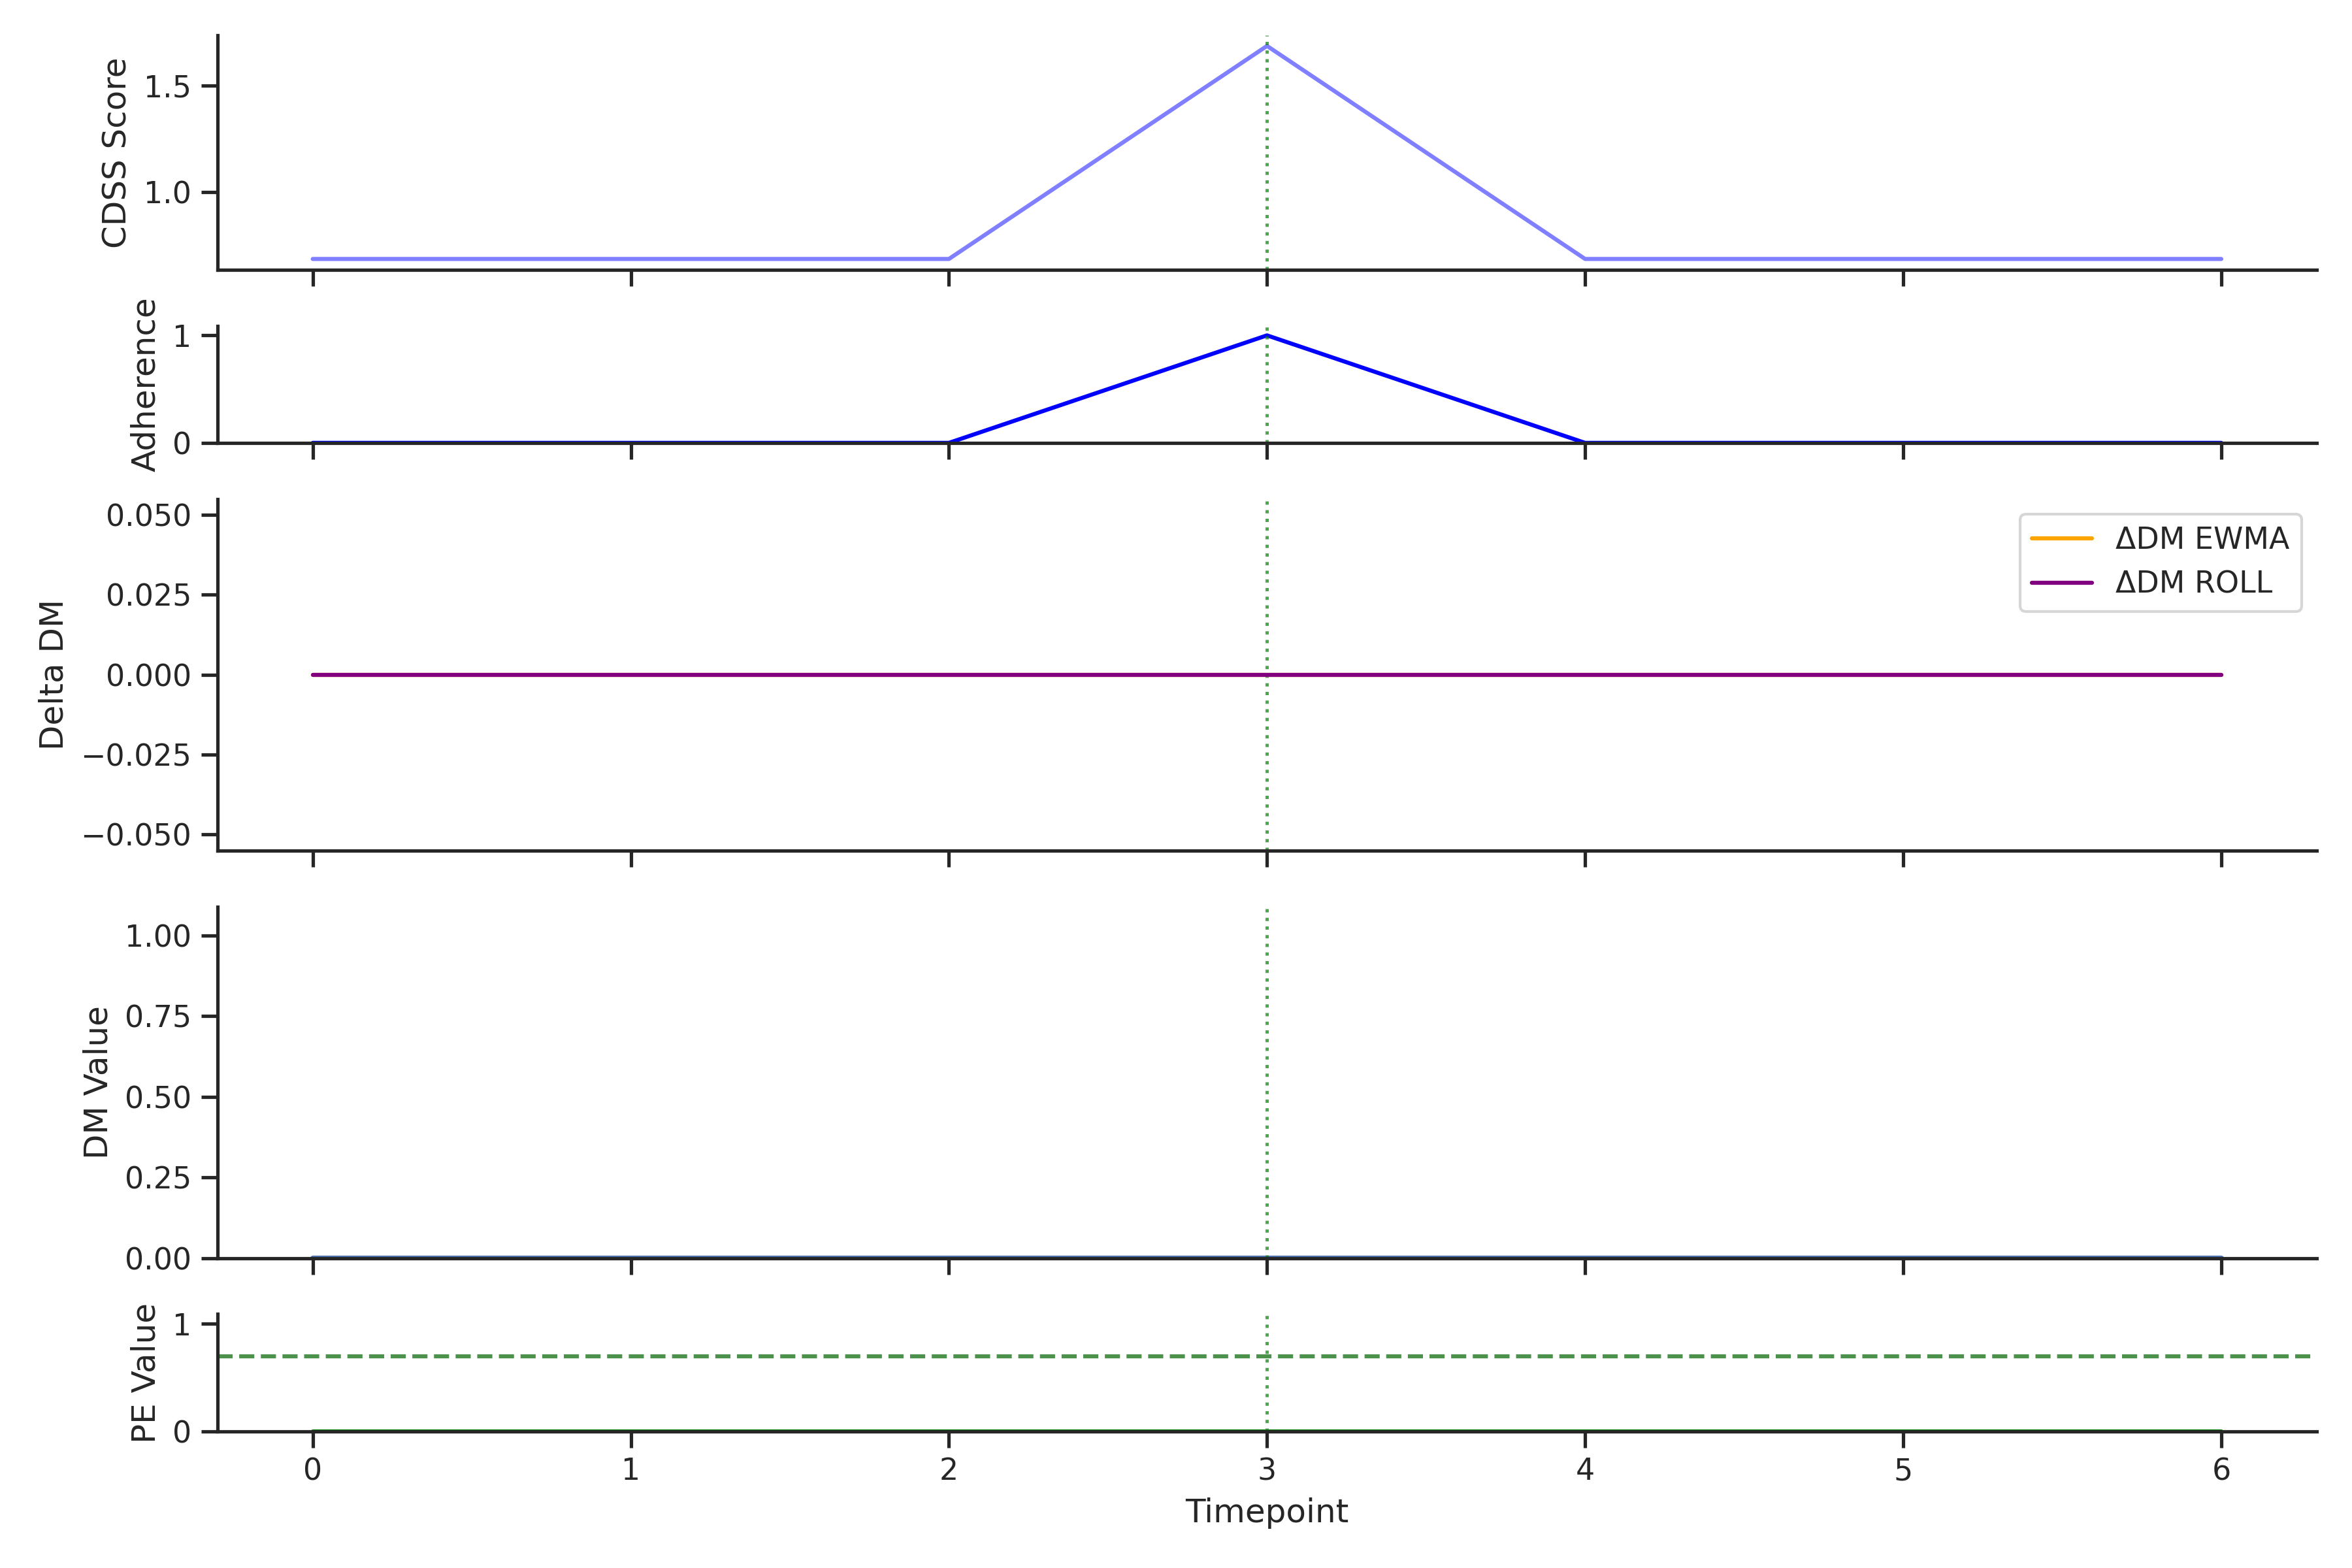 CDSS Score
1.5
1.0
Adherence
1
0
Delta DM
0.050
0.025
0.000
−0.025
−0.050
ΔDM EWMA
ΔDM ROLL
DM Value
1.00
0.75
0.50
0.25
0.00
PE Value
1
0
0 1 2 3 4 5 6
Timepoint